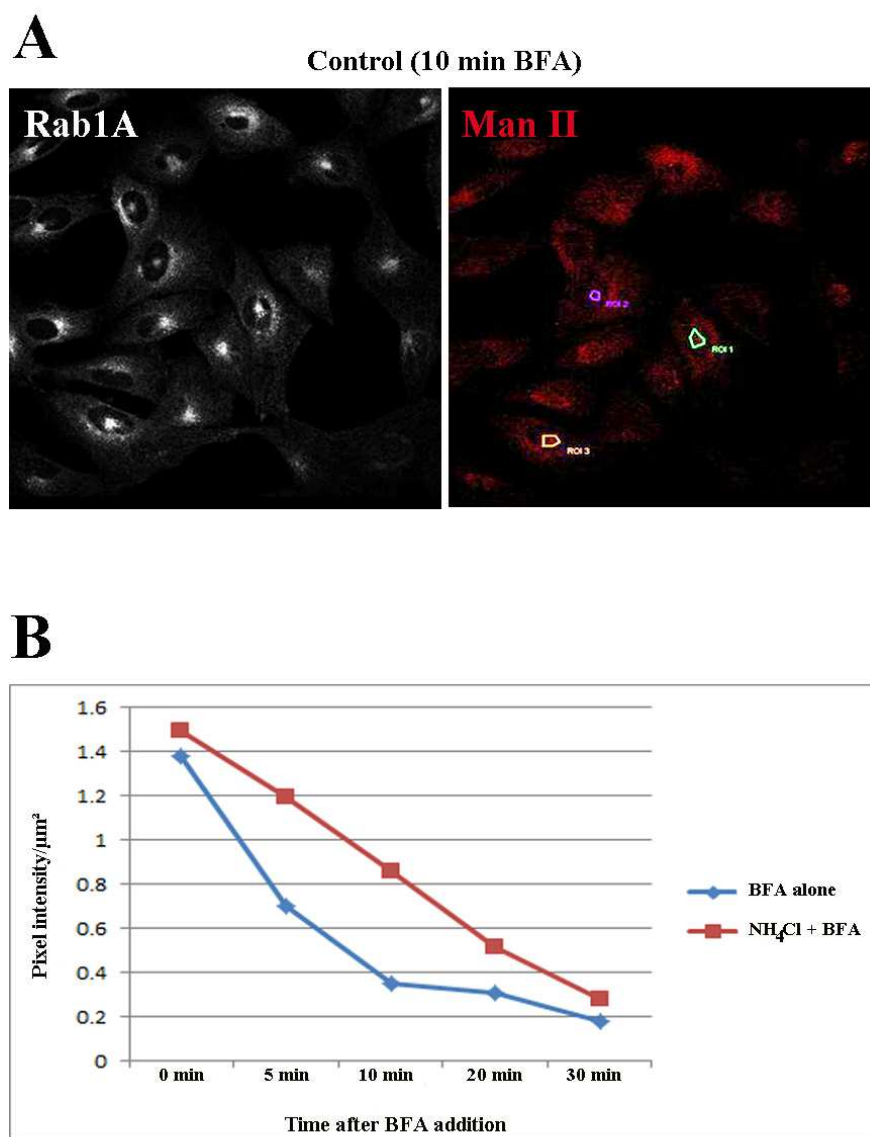 A
Control (10 min BFA)
Rab1A
Man II
ROI 2
ROI 1
ROI 3
B
1.6
1.4
1.2
1
0.8
0.6
0.4
0.2
0
Pixel intensity/µm²
0 min
5 min
10 min
20 min
30 min
Time after BFA addition
BFA alone
NH₄Cl + BFA